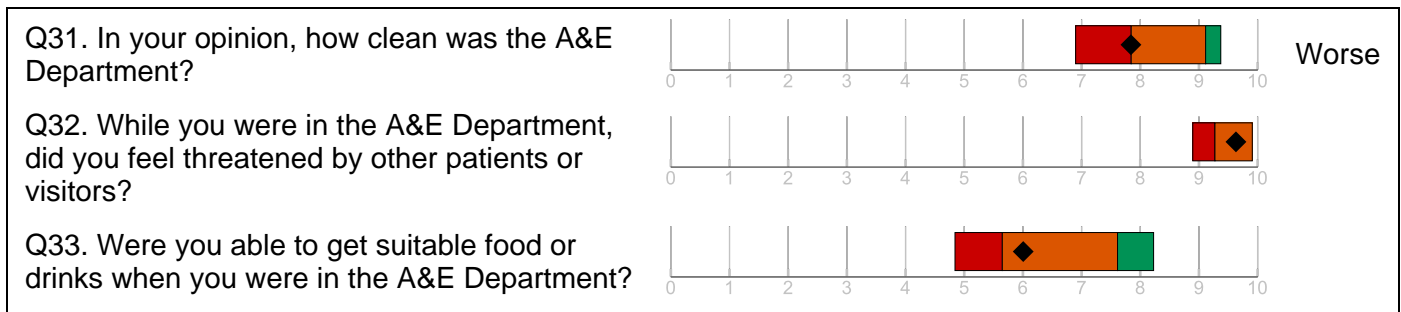 Q31. In your opinion, how clean was the A&E
Department?
0 1 2 3 4 5 6 7 8 9 10
Worse
Q32. While you were in the A&E Department,
did you feel threatened by other patients or
visitors?
0 1 2 3 4 5 6 7 8 9 10
Q33. Were you able to get suitable food or
drinks when you were in the A&E Department?
0 1 2 3 4 5 6 7 8 9 10